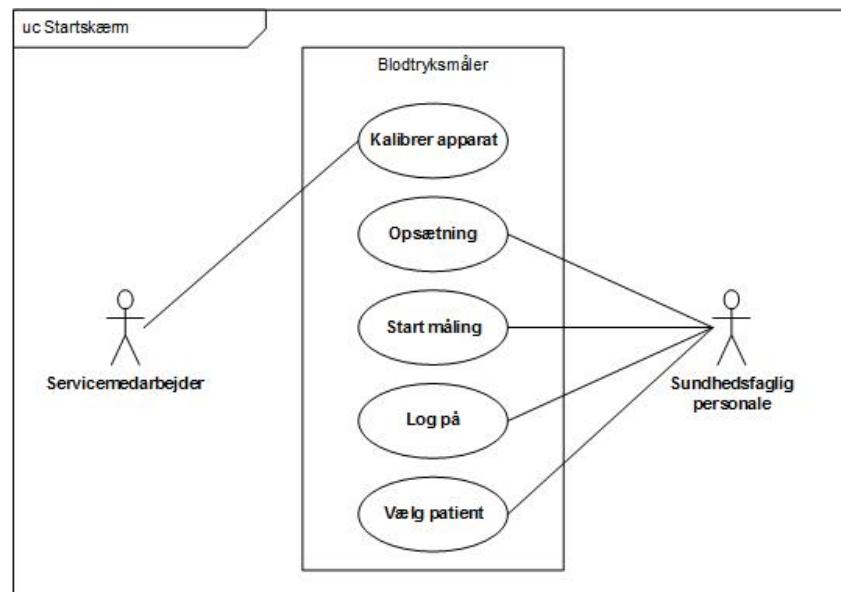 uc Startskærm
Blodtryksmåler
Kalibrer apparat
Opsætning
Start måling
Log på
Vælg patient
Servicemedarbejder
Sundhedsfaglig
personale